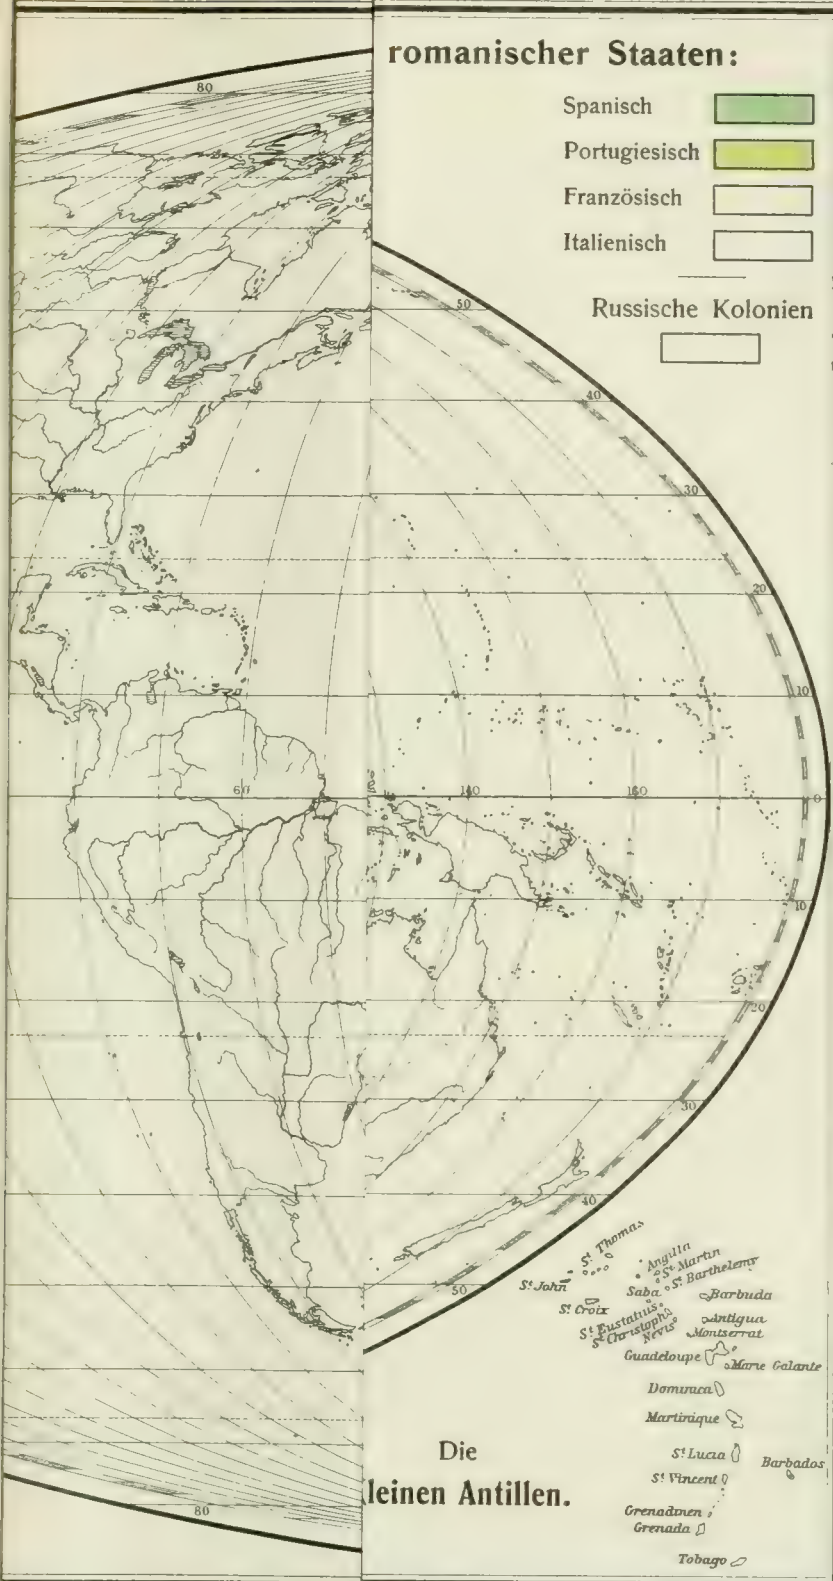 romanischer Staaten:
Spanisch
Portugiesisch
Französisch
Italienisch
Russische Kolonien
80
50
40
30
20
10
60
140
160
0
10
20
30
40
50
80
St. Thomas
Angilla
St. Martin
St. Barthelemy
St. John
Saba
Barbuda
St. Croix
St. Eustatius
St. Christoph
Nevis
Antigua
Montserrat
Guadeloupe
Marie Galante
Dominica
Martinique
St. Lucia
Barbados
St. Vincent
Grenadinen
Grenada
Tobago
Die
leinen Antillen.